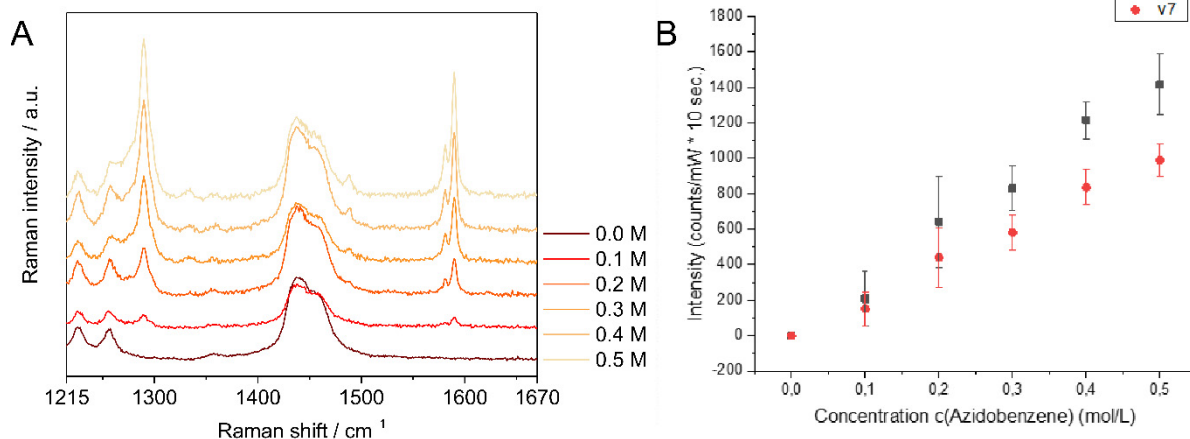 A
Raman intensity / a.u.
0.0 M
0.1 M
0.2 M
0.3 M
0.4 M
0.5 M
1215 1300 1400 1500 1600 1670
Raman shift / cm⁻¹
B
v7
Intensity (counts/mW * 10 sec.)
1800
1600
1400
1200
1000
800
600
400
200
0
-200
0,0 0,1 0,2 0,3 0,4 0,5
Concentration c(Azidobenzene) (mol/L)